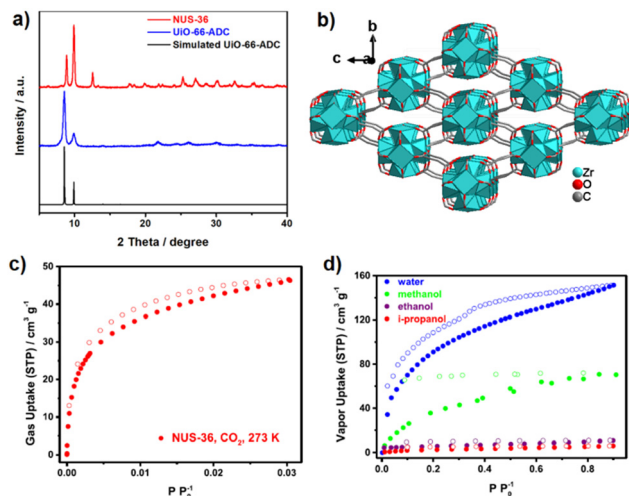 a)
NUS-36
UiO-66-ADC
Simulated UiO-66-ADC
Intensity / a.u.
10 20 30 40
2 Theta / degree
b)
b
c a
Zr
O
C
c)
Gas Uptake (STP) / cm³ g⁻¹
50
40
30
20
10
0
0.00 0.01 0.02 0.03
NUS-36, CO₂, 273 K
P P₀⁻¹
d)
Vapor Uptake (STP) / cm³ g⁻¹
160
120
80
40
0
0.0 0.2 0.4 0.6 0.8
water
methanol
ethanol
i-propanol
P P₀⁻¹